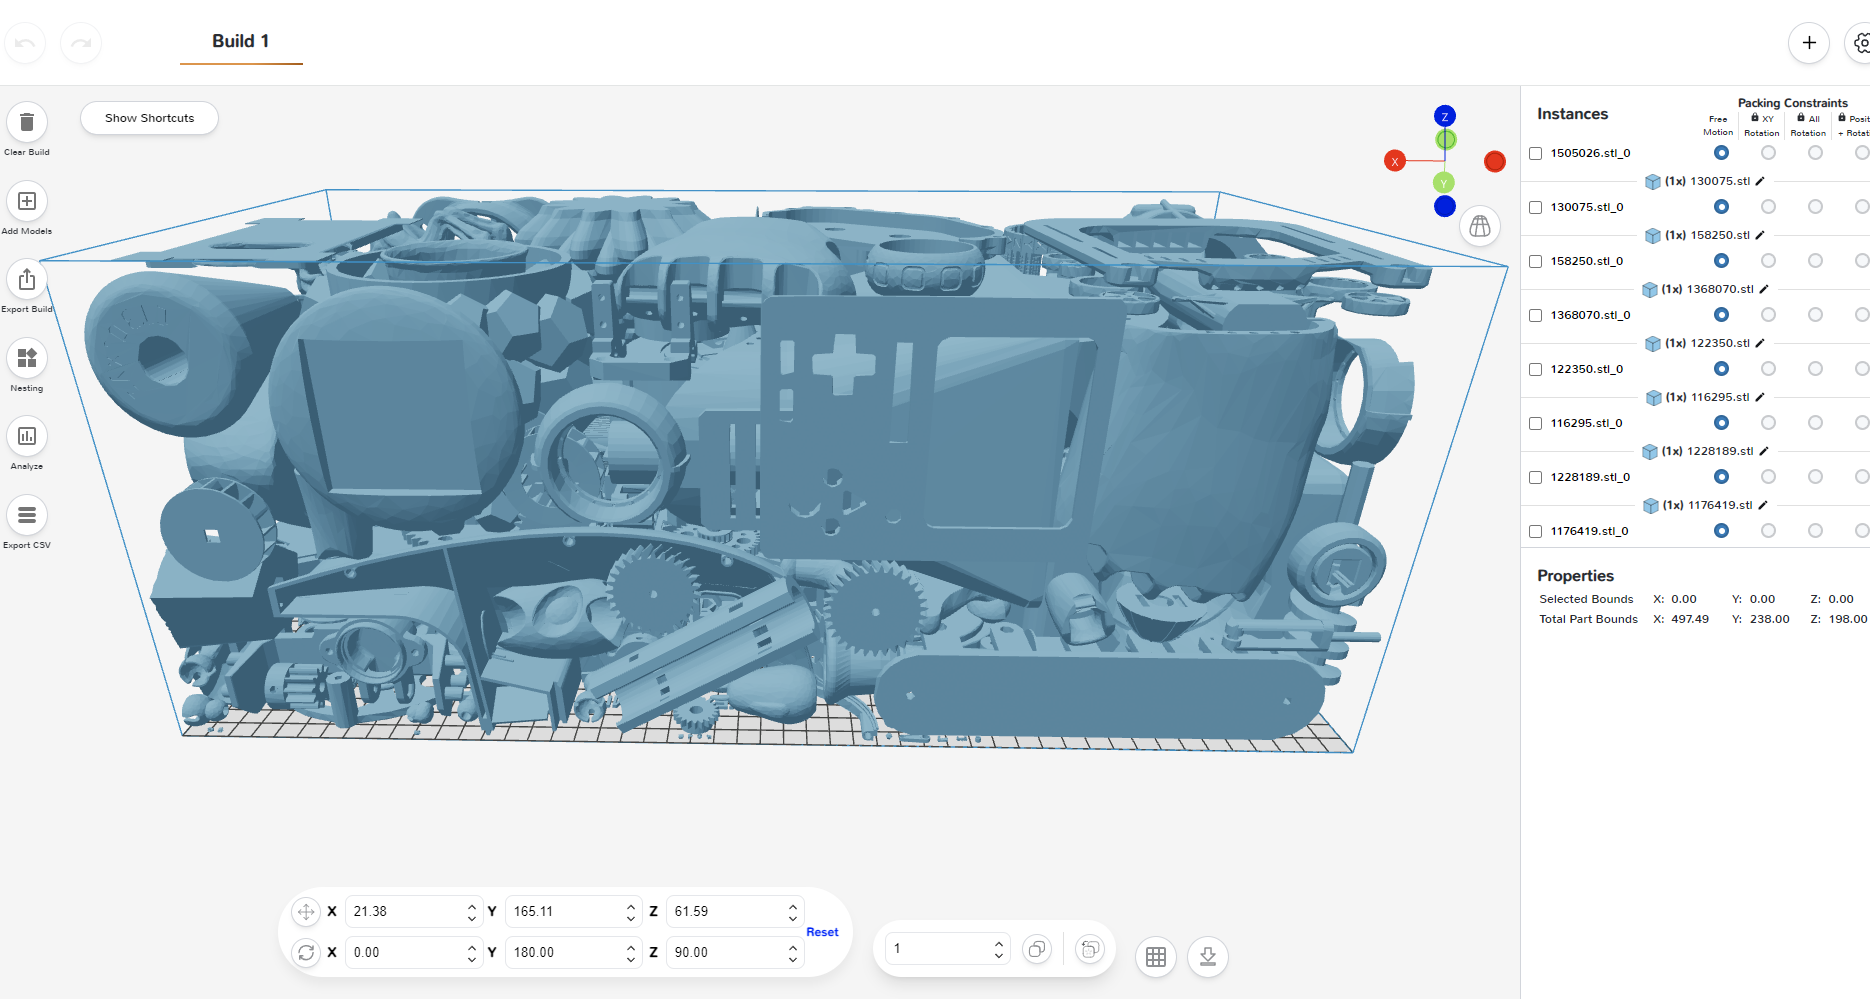 Build 1
Show Shortcuts
Clear Build
Add Models
Export Build
Nesting
Analyze
Export CSV
Z
X
Y
Instances
Packing Constraints
Free Motion
XY Rotation
All Rotation
Posit
+ Rotati
1505026.stl_0
(1x) 130075.stl
130075.stl_0
(1x) 158250.stl
158250.stl_0
(1x) 1368070.stl
1368070.stl_0
(1x) 122350.stl
122350.stl_0
(1x) 116295.stl
116295.stl_0
(1x) 1228189.stl
1228189.stl_0
(1x) 1176419.stl
1176419.stl_0
Properties
Selected Bounds X: 0.00 Y: 0.00 Z: 0.00
Total Part Bounds X: 497.49 Y: 238.00 Z: 198.00
X 21.38 Y 165.11 Z 61.59
Reset
X 0.00 Y 180.00 Z 90.00
1